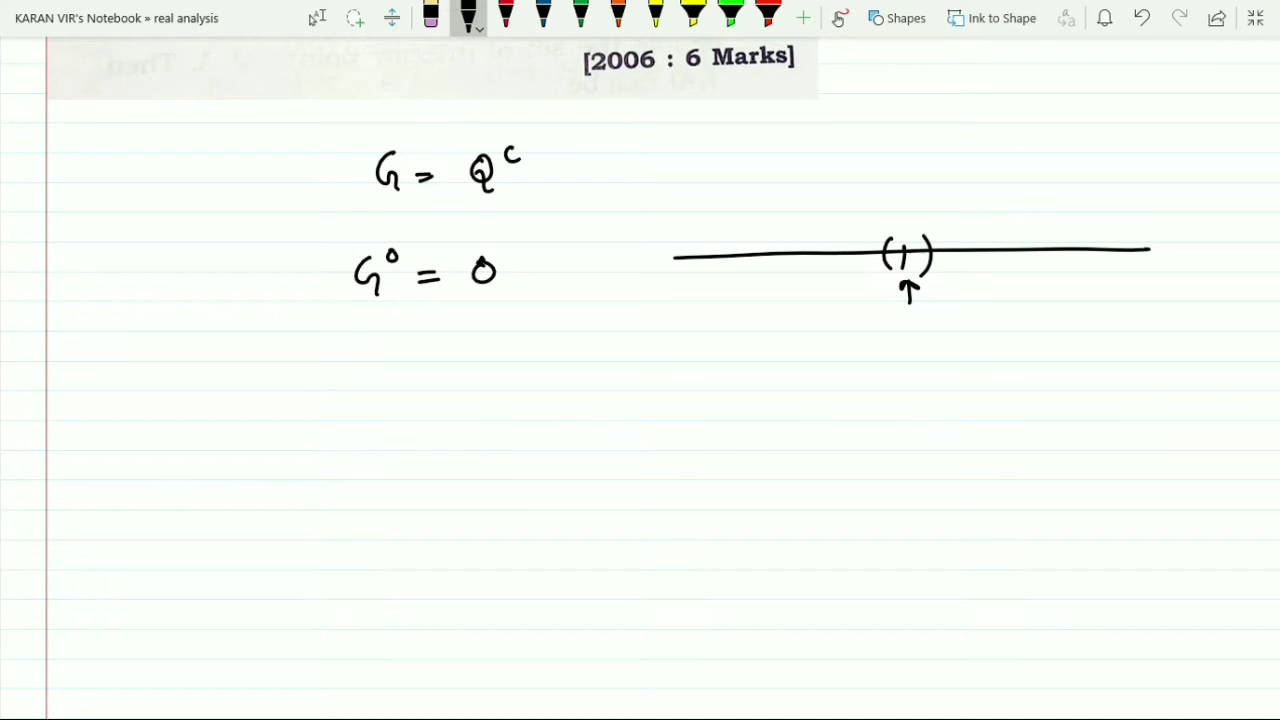 KARAN VIR's Notebook » real analysis
Shapes
Ink to Shape
[2006 : 6 Marks]
G = Q^c
G^o = O